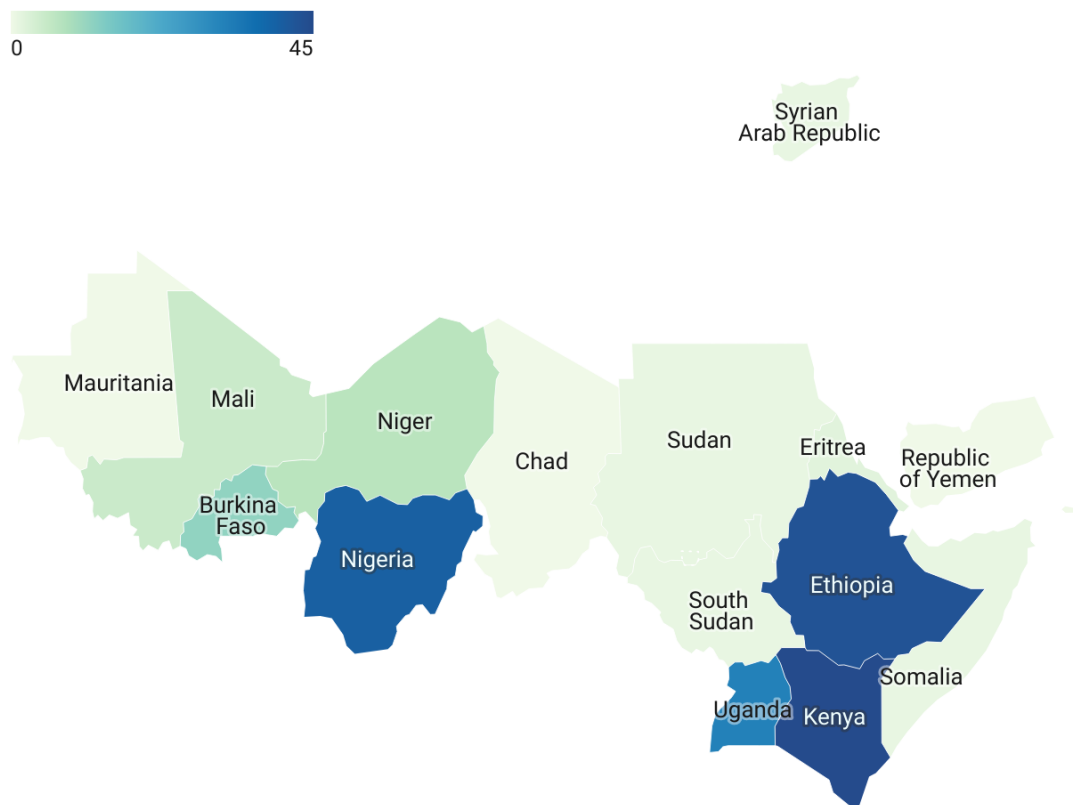 0
45
Syrian
Arab Republic
Mauritania
Mali
Niger
Chad
Sudan
Eritrea
Republic
of Yemen
Burkina
Faso
Nigeria
Ethiopia
South
Sudan
Somalia
Uganda
Kenya